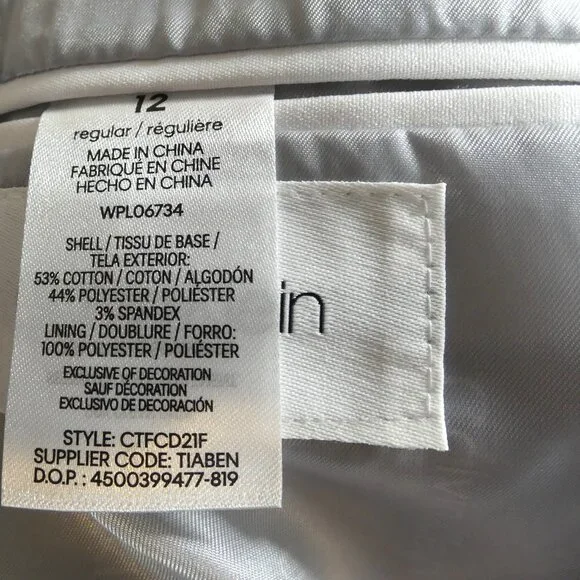 12
regular / régulière
MADE IN CHINA
FABRIQUÉ EN CHINE
HECHO EN CHINA
WPL06734
SHELL / TISSU DE BASE /
TELA EXTERIOR:
53% COTTON / COTON / ALGODÓN
44% POLYESTER / POLIÉSTER
3% SPANDEX
LINING / DOUBLURE / FORRO:
100% POLYESTER / POLIÉSTER
EXCLUSIVE OF DECORATION
SAUF DÉCORATION
EXCLUSIVO DE DECORACIÓN
STYLE: CTFCD21F
SUPPLIER CODE: TIABEN
D.O.P. : 4500399477-819
in